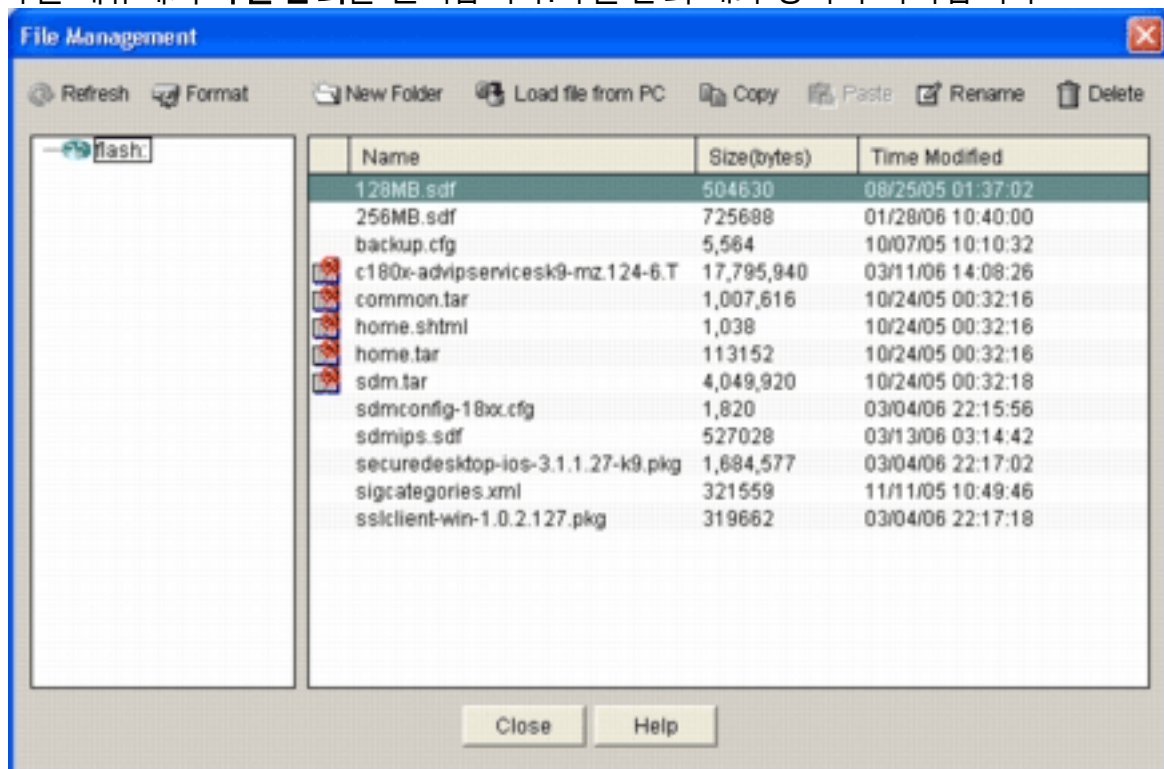 File Management
Refresh Format New Folder Load file from PC Copy Paste Rename Delete
flash:
Name Size(bytes) Time Modified
128MB.sdf 504630 08/25/05 01:37:02
256MB.sdf 725688 01/28/06 10:40:00
backup.cfg 5,564 10/07/05 10:10:32
c180x-advipservicesk9-mz.124-6.T 17,795,940 03/11/06 14:08:26
common.tar 1,007,616 10/24/05 00:32:16
home.shtml 1,038 10/24/05 00:32:16
home.tar 113152 10/24/05 00:32:16
sdm.tar 4,049,920 10/24/05 00:32:18
sdmconfig-18xx.cfg 1,820 03/04/06 22:15:56
sdmips.sdf 527028 03/13/06 03:14:42
securedesktop-ios-3.1.1.27-k9.pkg 1,684,577 03/04/06 22:17:02
sigcategories.xml 321559 11/11/05 10:49:46
sslclient-win-1.0.2.127.pkg 319662 03/04/06 22:17:18
Close Help